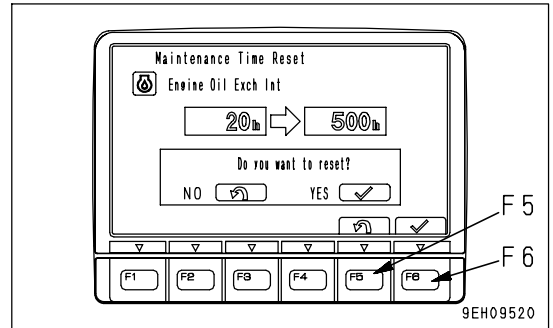 Maintenance Time Reset
Engine Oil Exch Int
20h 500h
Do you want to reset?
NO YES
F5
F6
F1 F2 F3 F4 F5 F6
9EH09520